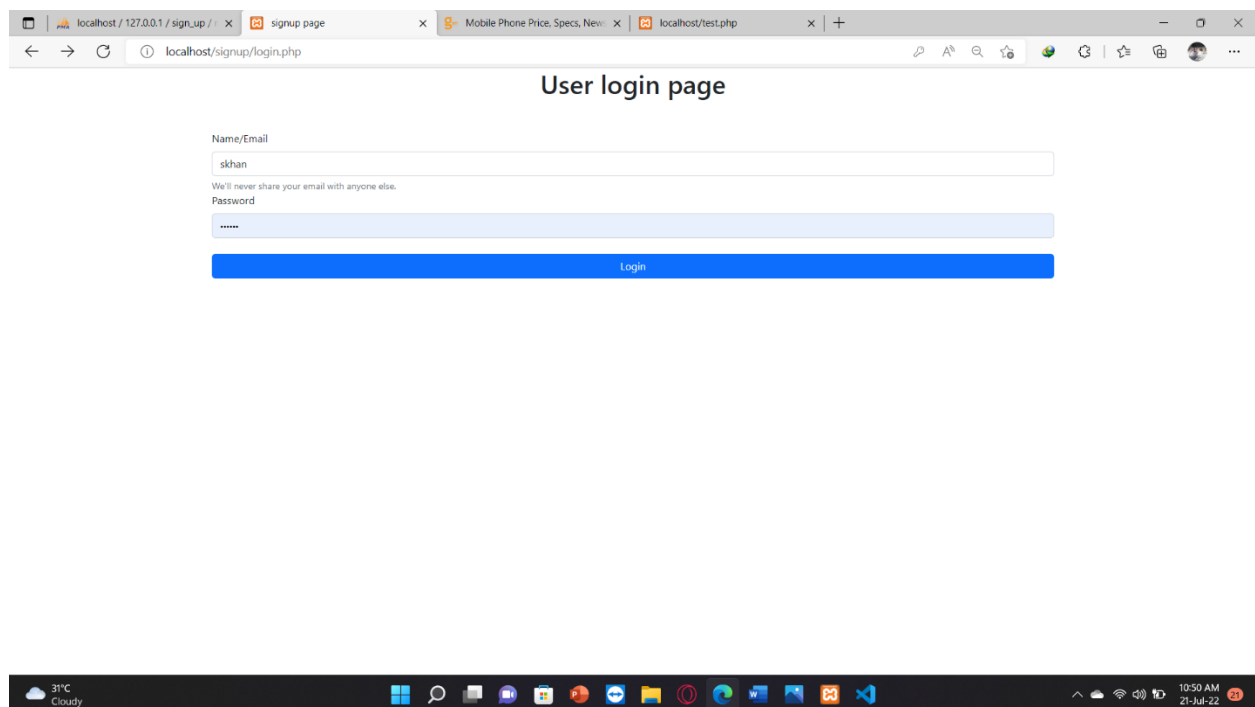 localhost / 127.0.0.1 / sign_up /
signup page
Mobile Phone Price, Specs, News
localhost/test.php
localhost/signup/login.php
User login page
Name/Email
skhan
We'll never share your email with anyone else.
Password
••••••
Login
31°C
Cloudy
10:50 AM
21-Jul-22
21